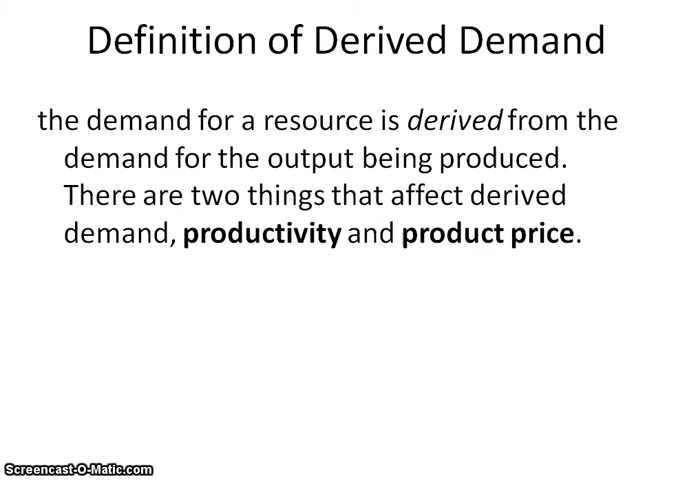 Definition of Derived Demand
the demand for a resource is derived from the
demand for the output being produced.
There are two things that affect derived
demand, productivity and product price.
Screencast-O-Matic.com